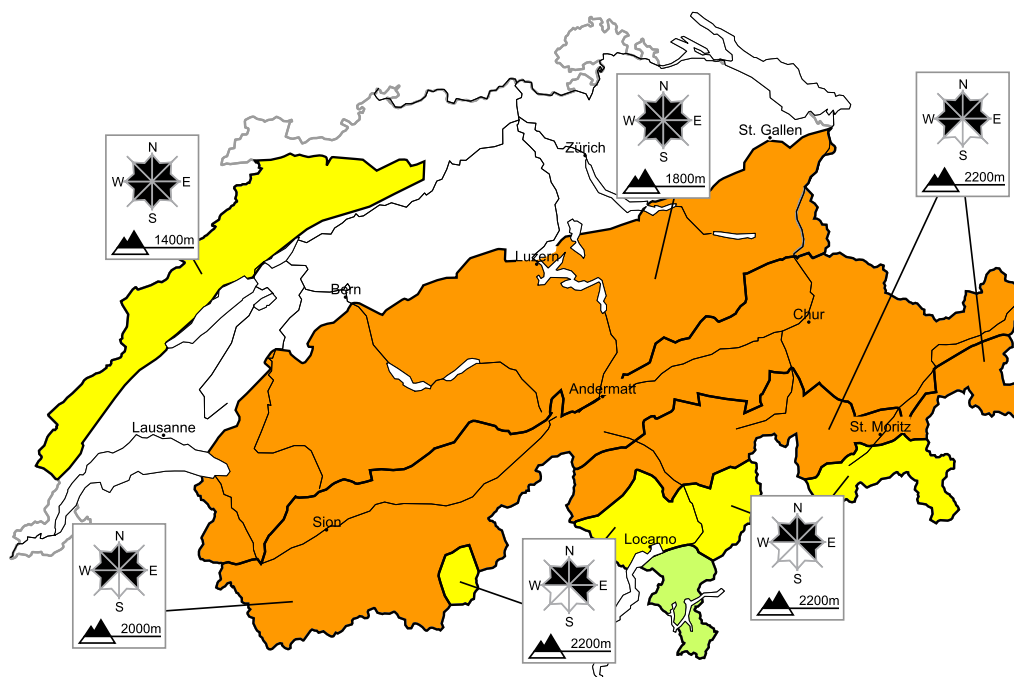 N
W E
S
1400m
N
W E
S
1800m
N
W E
S
2200m
St. Gallen
Zürich
Luzern
Bern
Chur
Andermatt
Lausanne
St. Moritz
Sion
Locarno
N
W E
S
2000m
N
W E
S
2200m
N
W E
S
2200m